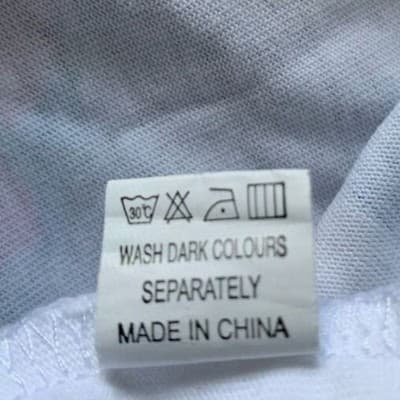 30°C
WASH DARK COLOURS
SEPARATELY
MADE IN CHINA